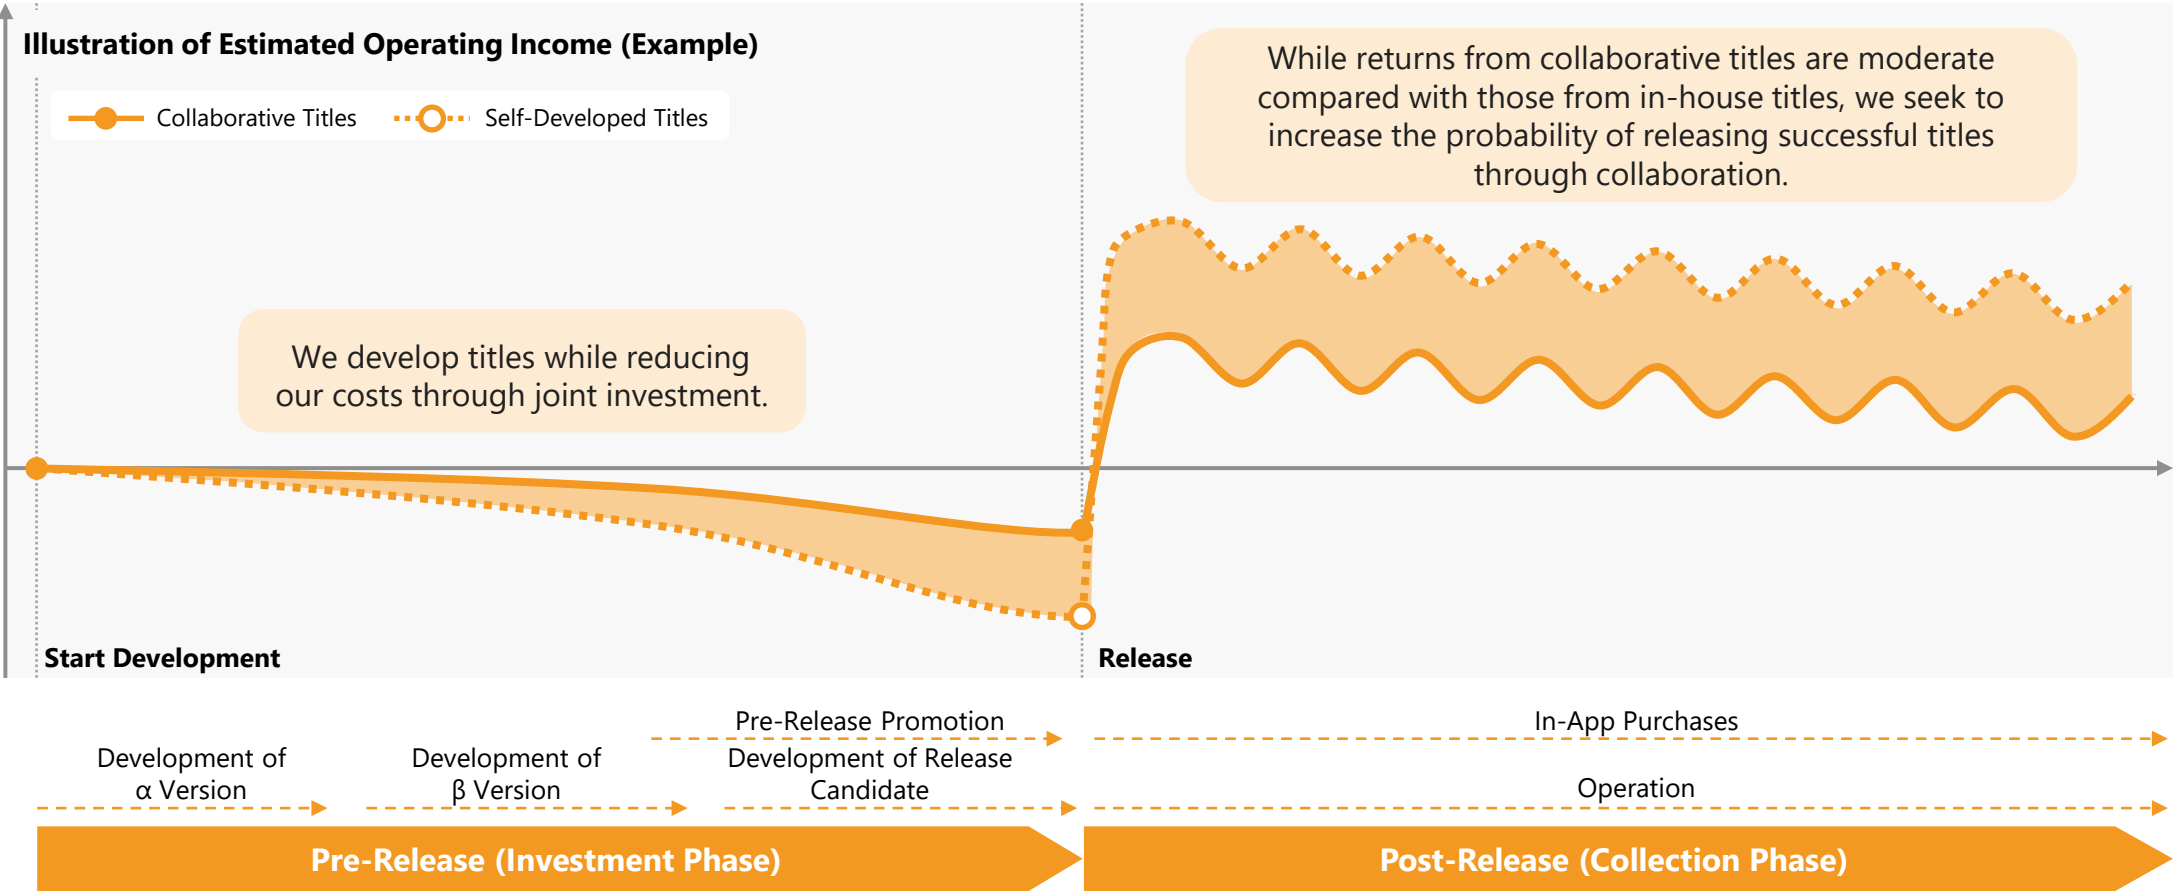 Illustration of Estimated Operating Income (Example)
Collaborative Titles
Self-Developed Titles
While returns from collaborative titles are moderate
compared with those from in-house titles, we seek to
increase the probability of releasing successful titles
through collaboration.
We develop titles while reducing
our costs through joint investment.
Start Development
Release
Pre-Release Promotion
In-App Purchases
Development of
α Version
Development of
β Version
Development of Release
Candidate
Operation
Pre-Release (Investment Phase)
Post-Release (Collection Phase)